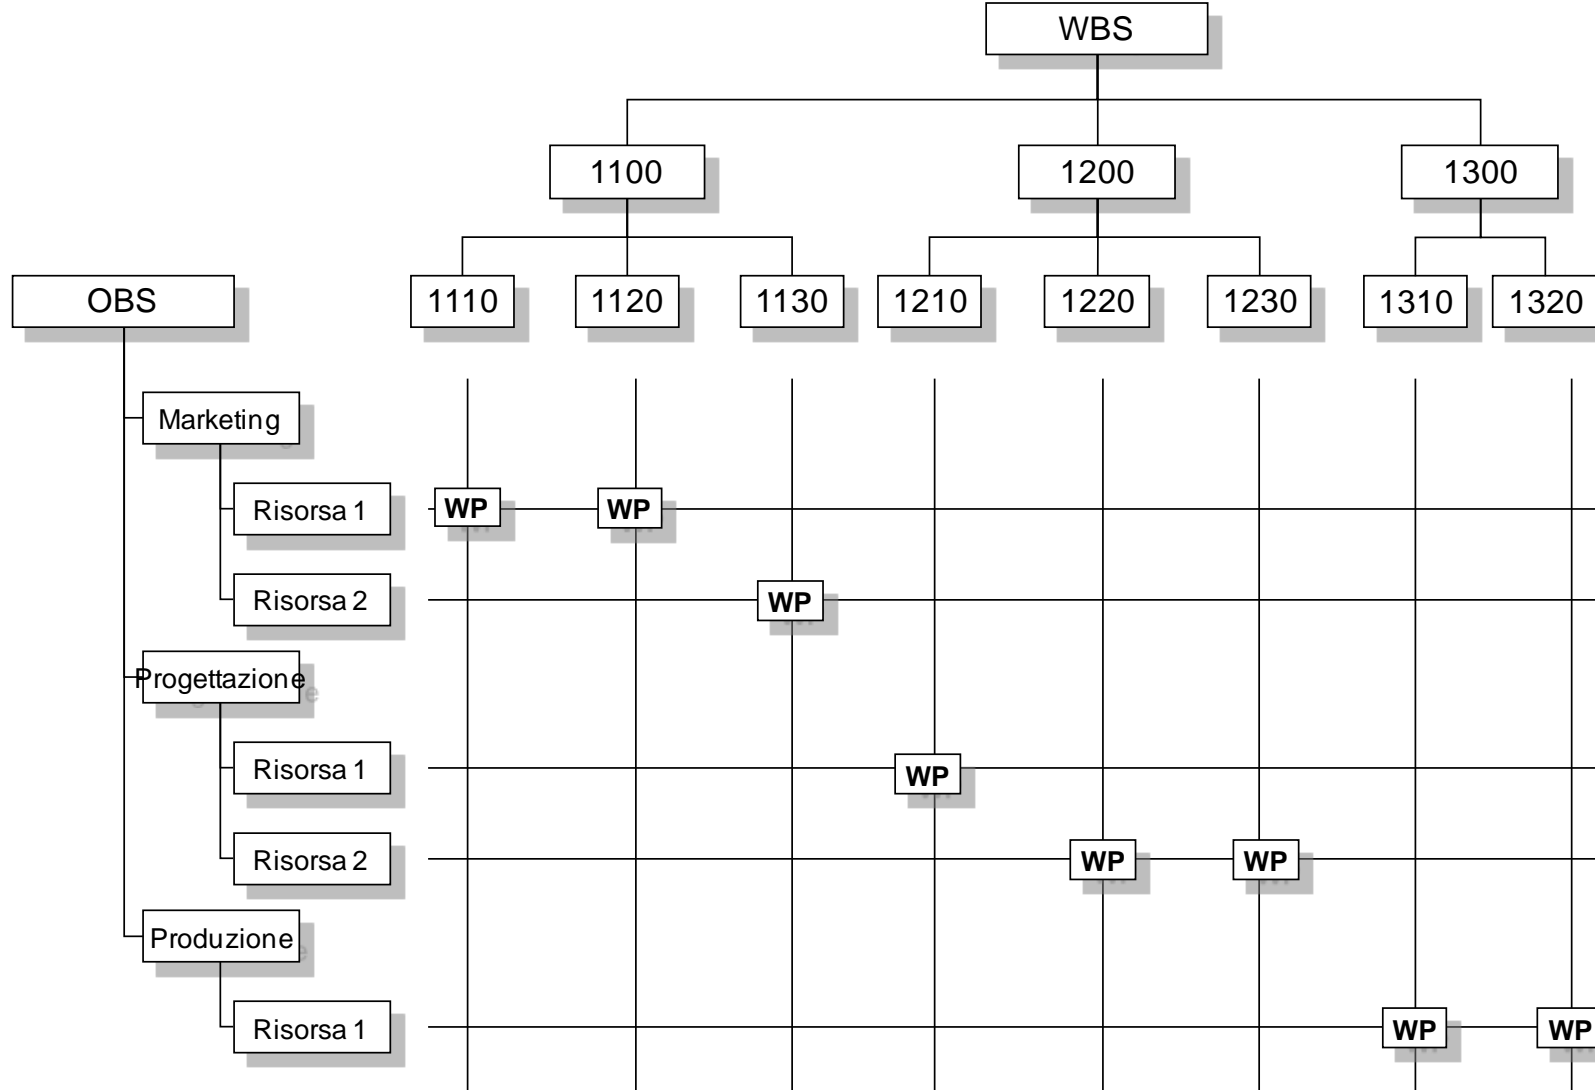 WBS
1100
1200
1300
OBS
1110
1120
1130
1210
1220
1230
1310
1320
Marketing
Risorsa 1
WP
WP
Risorsa 2
WP
Progettazione
Risorsa 1
WP
Risorsa 2
WP
WP
Produzione
Risorsa 1
WP
WP